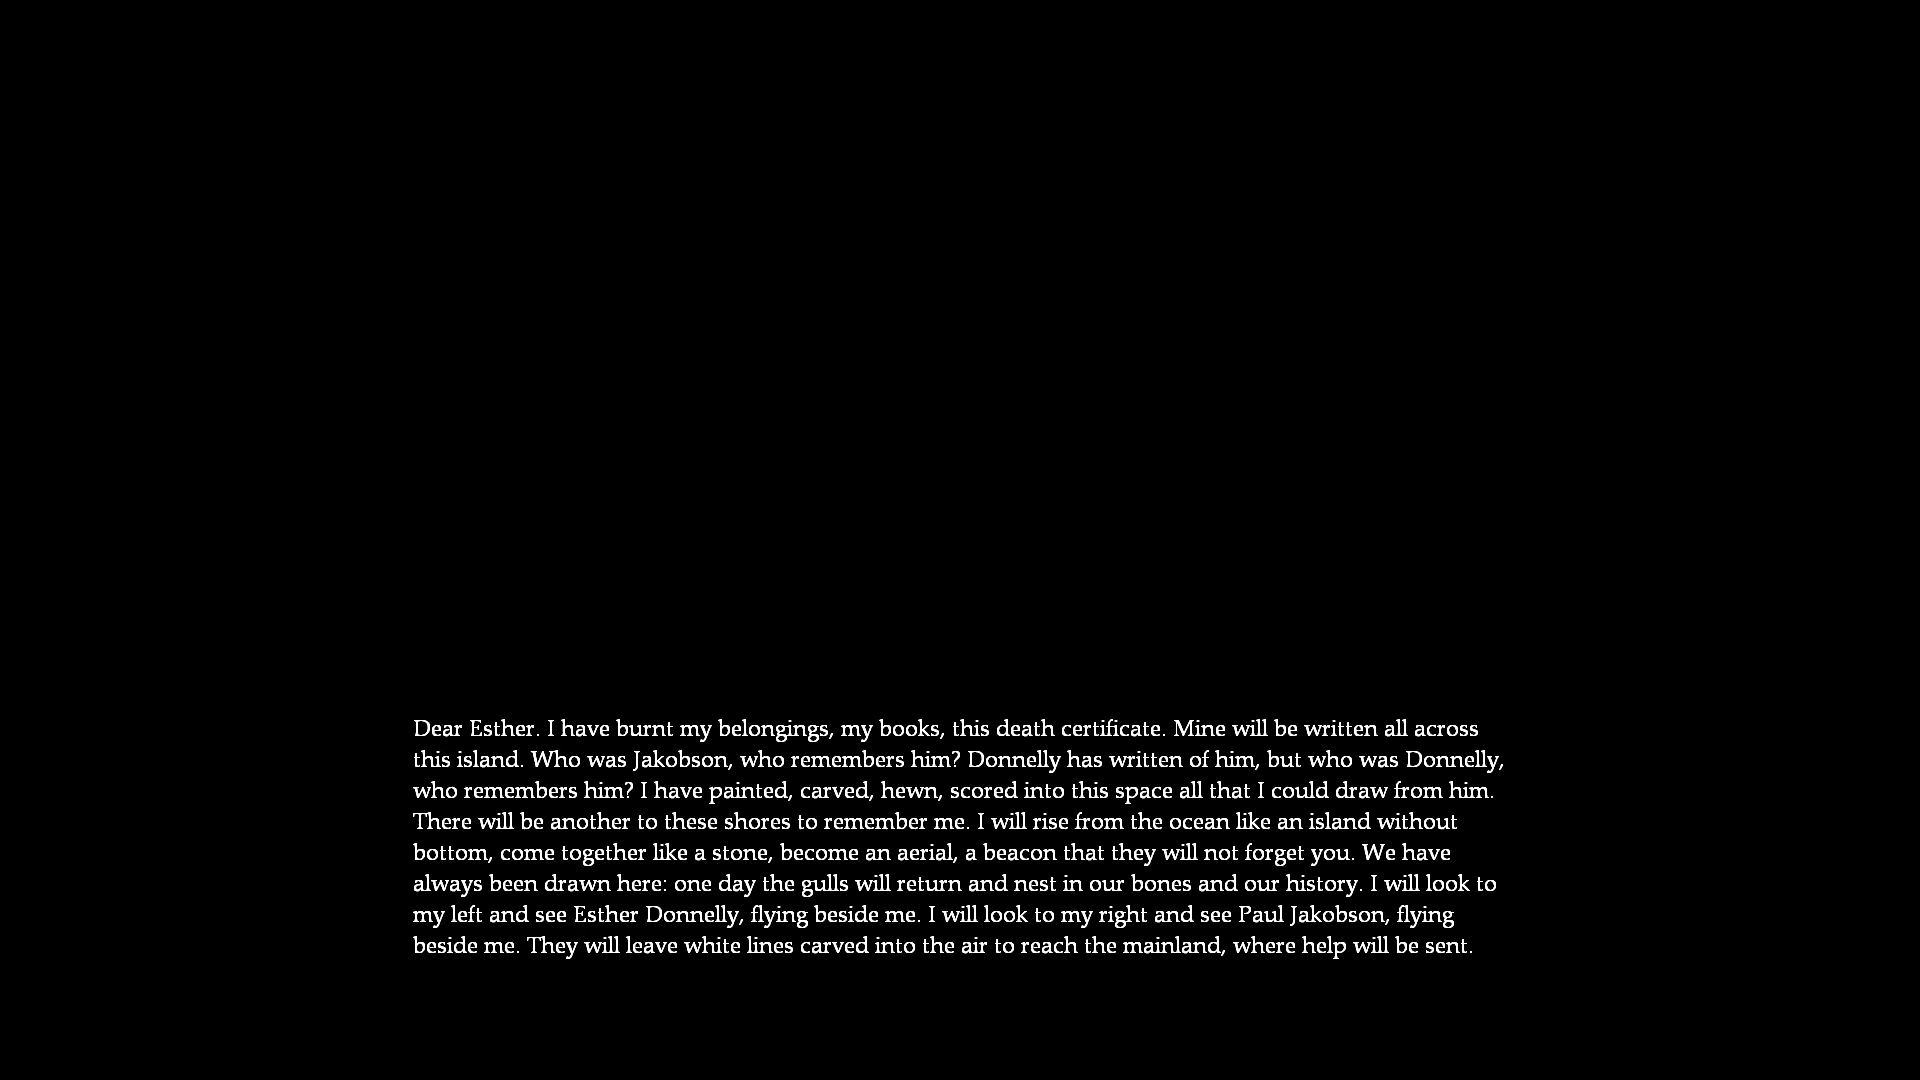 Dear Esther. I have burnt my belongings, my books, this death certificate. Mine will be written all across
this island. Who was Jakobson, who remembers him? Donnelly has written of him, but who was Donnelly,
who remembers him? I have painted, carved, hewn, scored into this space all that I could draw from him.
There will be another to these shores to remember me. I will rise from the ocean like an island without
bottom, come together like a stone, become an aerial, a beacon that they will not forget you. We have
always been drawn here: one day the gulls will return and nest in our bones and our history. I will look to
my left and see Esther Donnelly, flying beside me. I will look to my right and see Paul Jakobson, flying
beside me. They will leave white lines carved into the air to reach the mainland, where help will be sent.